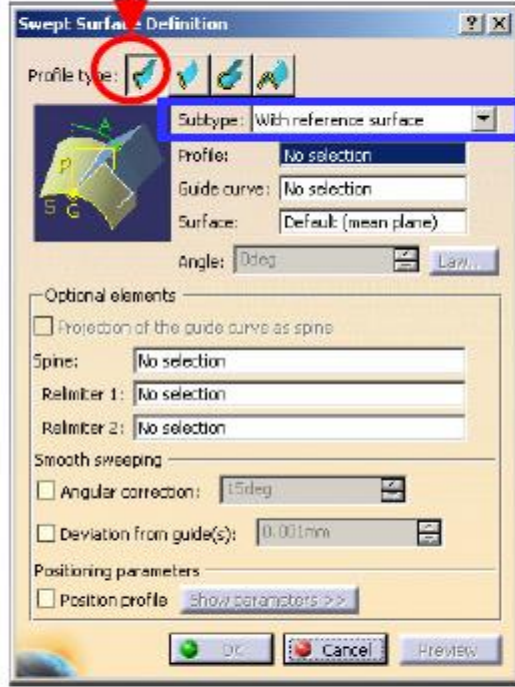 Swept Surface Definition
Profile type:
Subtype: With reference surface
Profile: No selection
Guide curve: No selection
Surface: Default (mean plane)
Angle: 0deg Law...
Optional elements
Projection of the guide curve as spine
Spine: No selection
Relimiter 1: No selection
Relimiter 2: No selection
Smooth sweeping
Angular correction: 15deg
Deviation from guide(s): 0.001mm
Positioning parameters
Position profile Show parameters >>
OK Cancel Preview
A
P
S G